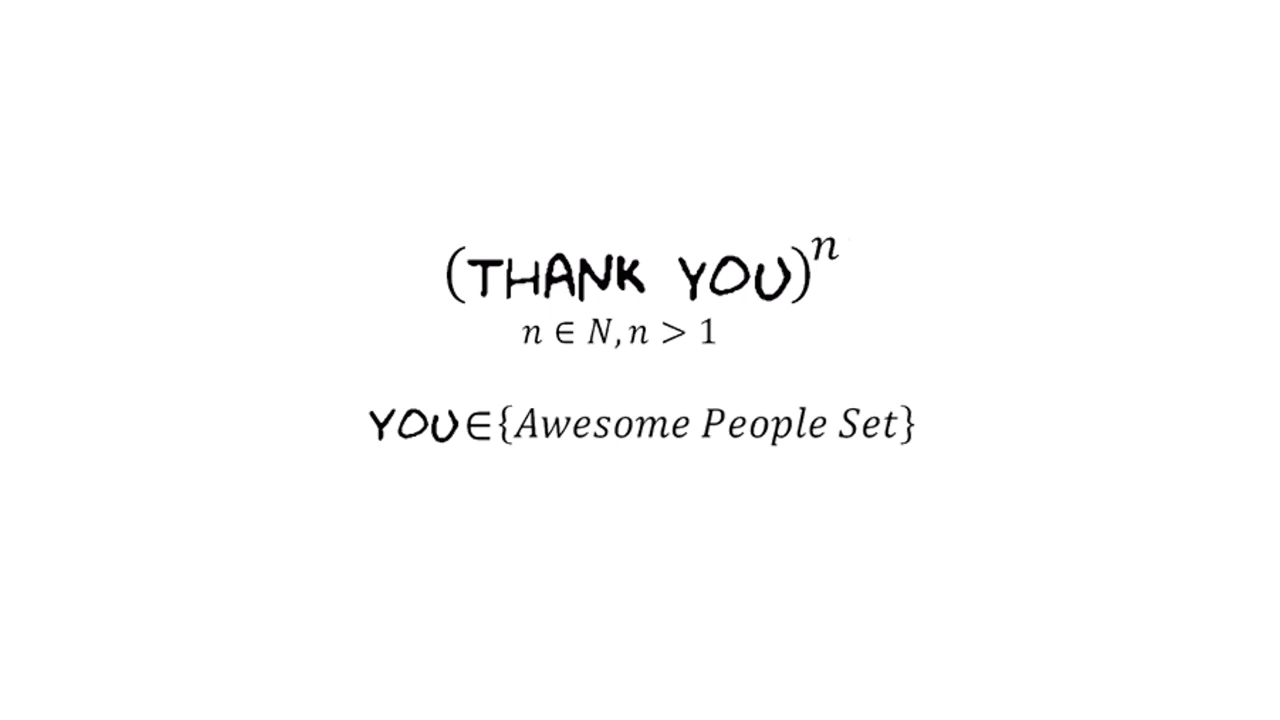 (THANK YOU)ⁿ
n ∈ N, n > 1
YOU∈{Awesome People Set}